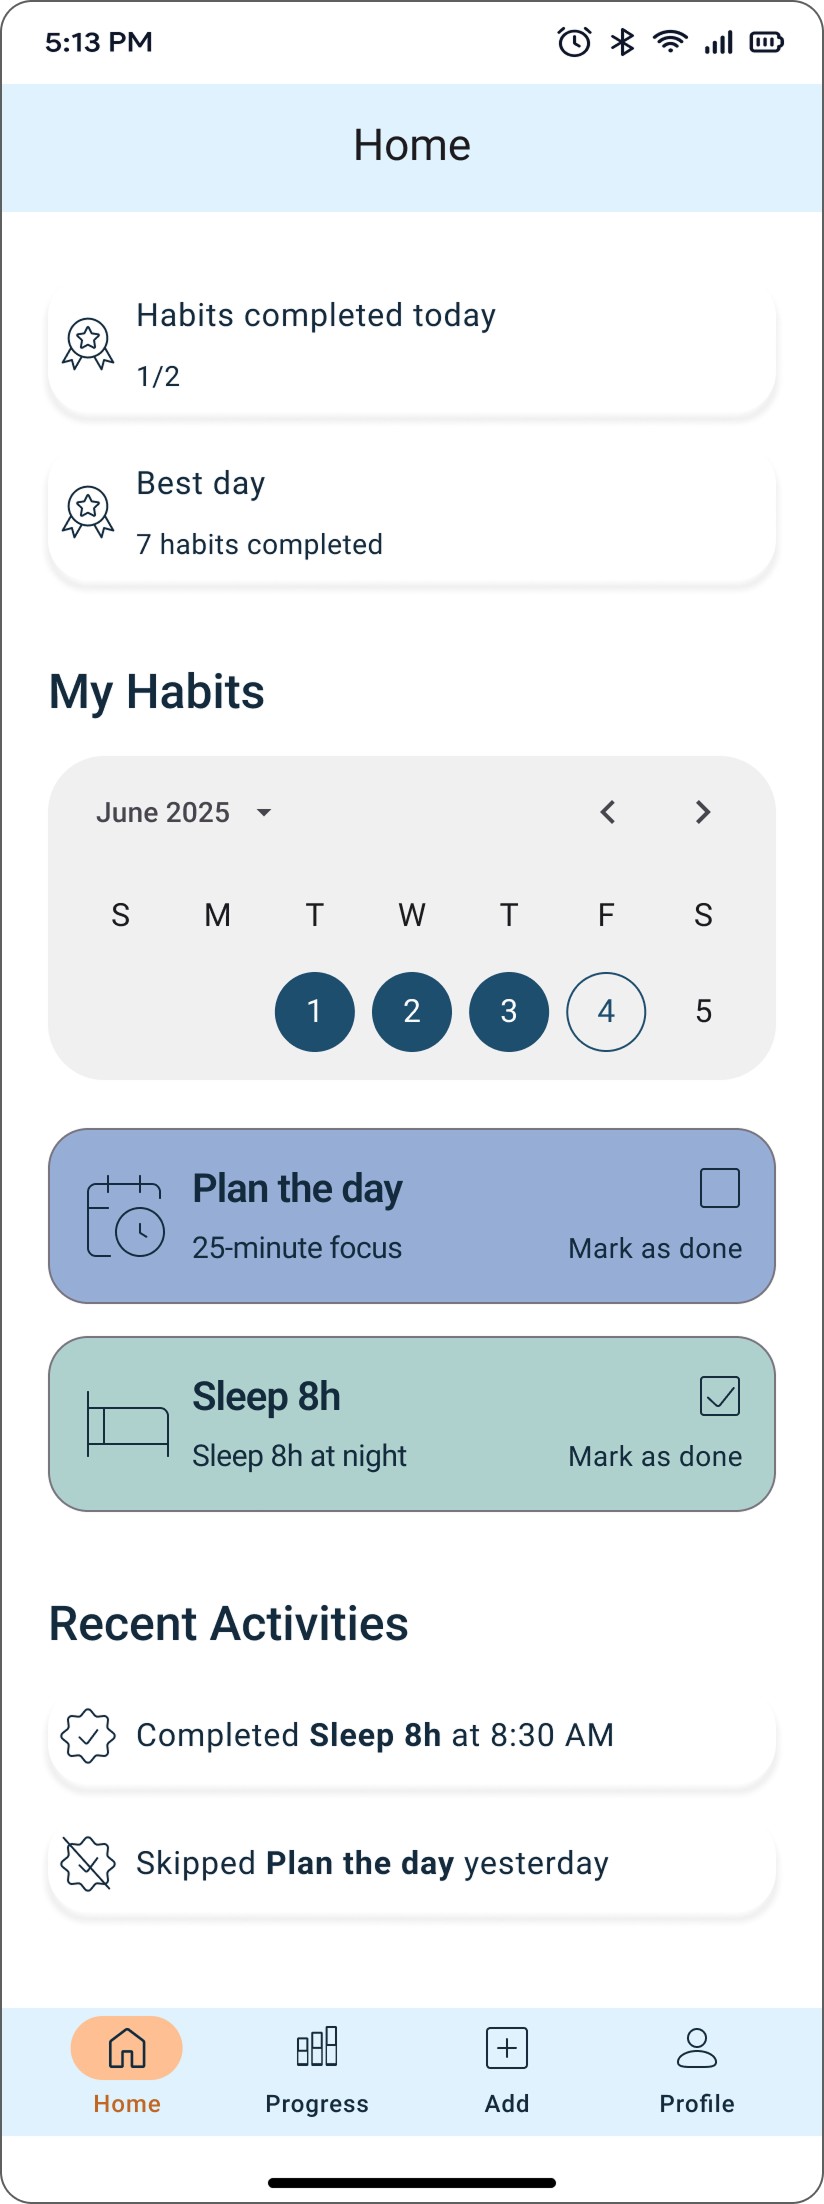 5:13 PM
Home
Habits completed today
1/2
Best day
7 habits completed
My Habits
June 2025
S M T W T F S
1 2 3 4 5
Plan the day
25-minute focus
Mark as done
Sleep 8h
Sleep 8h at night
Mark as done
Recent Activities
Completed Sleep 8h at 8:30 AM
Skipped Plan the day yesterday
Home Progress Add Profile